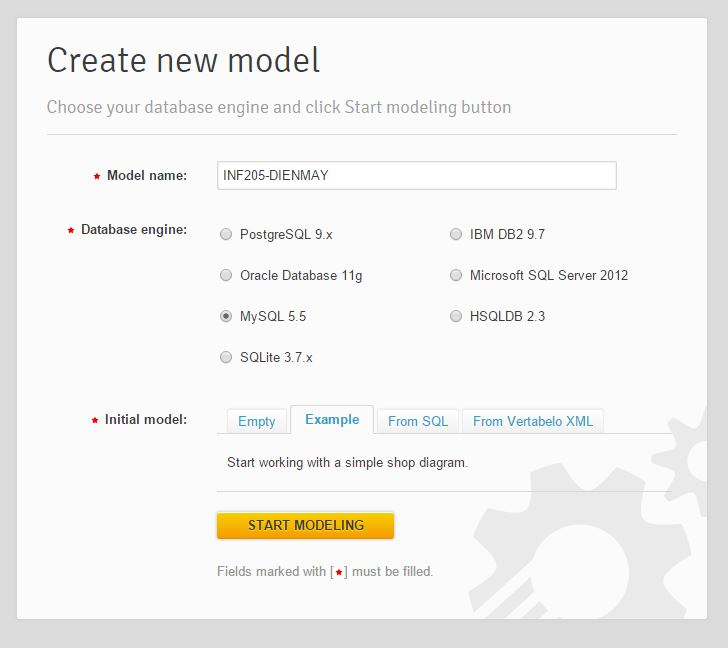 Create new model
Choose your database engine and click Start modeling button
* Model name: INF205-DIENMAY
* Database engine: PostgreSQL 9.x IBM DB2 9.7
Oracle Database 11g Microsoft SQL Server 2012
MySQL 5.5 HSQLDB 2.3
SQLite 3.7.x
* Initial model: Empty Example From SQL From Vertabelo XML
Start working with a simple shop diagram.
START MODELING
Fields marked with [*] must be filled.